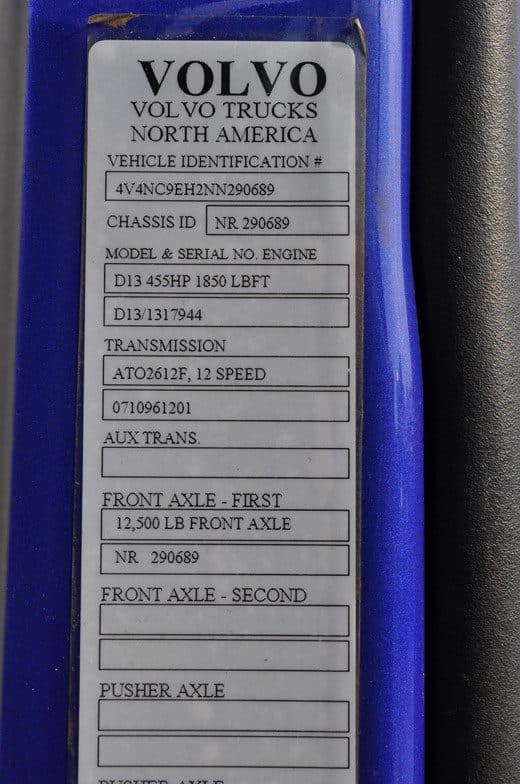 VOLVO
VOLVO TRUCKS
NORTH AMERICA
VEHICLE IDENTIFICATION #
4V4NC9EH2NN290689
CHASSIS ID NR 290689
MODEL & SERIAL NO. ENGINE
D13 455HP 1850 LBFT
D13/1317944
TRANSMISSION
ATO2612F, 12 SPEED
0710961201
AUX TRANS.
FRONT AXLE - FIRST
12,500 LB FRONT AXLE
NR 290689
FRONT AXLE - SECOND
PUSHER AXLE
PUSHER AXLE